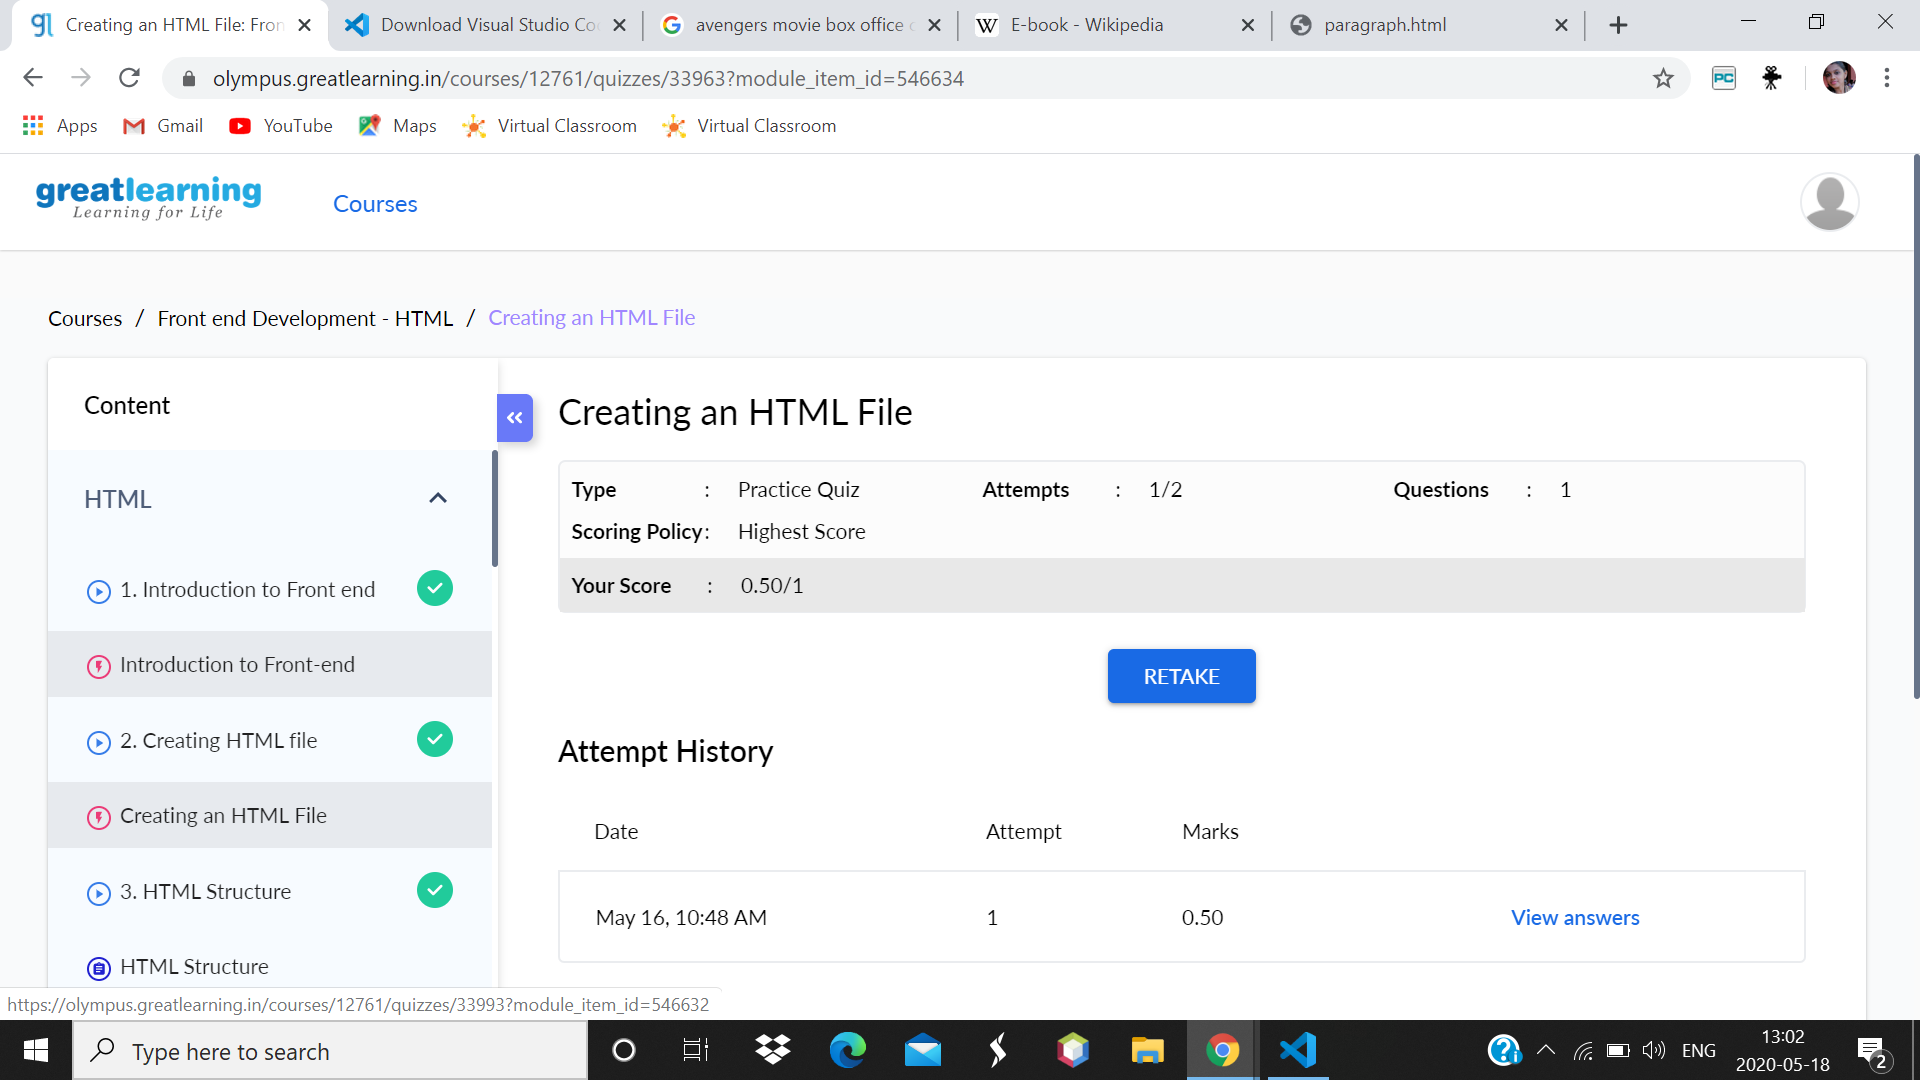 gl Creating an HTML File: Fron
Download Visual Studio Co
avengers movie box office
W E-book - Wikipedia
paragraph.html
olympus.greatlearning.in/courses/12761/quizzes/33963?module_item_id=546634
PC
Apps
Gmail
YouTube
Maps
Virtual Classroom
Virtual Classroom
greatlearning
Learning for Life
Courses
Courses / Front end Development - HTML / Creating an HTML File
Content
HTML
1. Introduction to Front end
Introduction to Front-end
2. Creating HTML file
Creating an HTML File
3. HTML Structure
HTML Structure
«
Creating an HTML File
Type : Practice Quiz Attempts : 1/2 Questions : 1
Scoring Policy: Highest Score
Your Score : 0.50/1
RETAKE
Attempt History
Date Attempt Marks
May 16, 10:48 AM 1 0.50 View answers
https://olympus.greatlearning.in/courses/12761/quizzes/33993?module_item_id=546632
Type here to search
ENG
13:02
2020-05-18
2